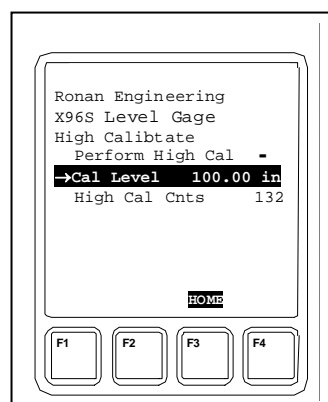 Ronan Engineering
X96S Level Gage
High Calibtate
Perform High Cal -
→Cal Level 100.00 in
High Cal Cnts 132
HOME
F1 F2 F3 F4